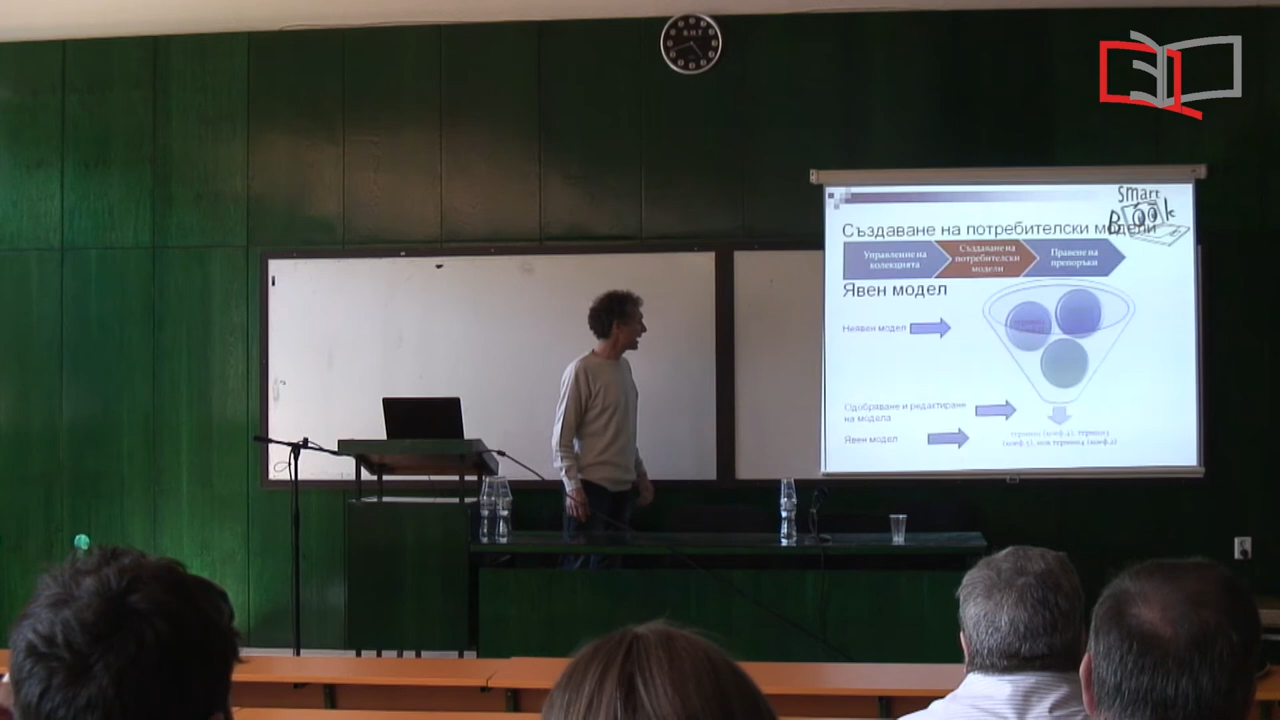 Smart
Book
Създаване на потребителски модели
Управление на
колекцията
Създаване на
потребителски
модели
Правене на
препоръки
Явен модел
Неявен модел
Одобряване и редактиране
на модела
Явен модел